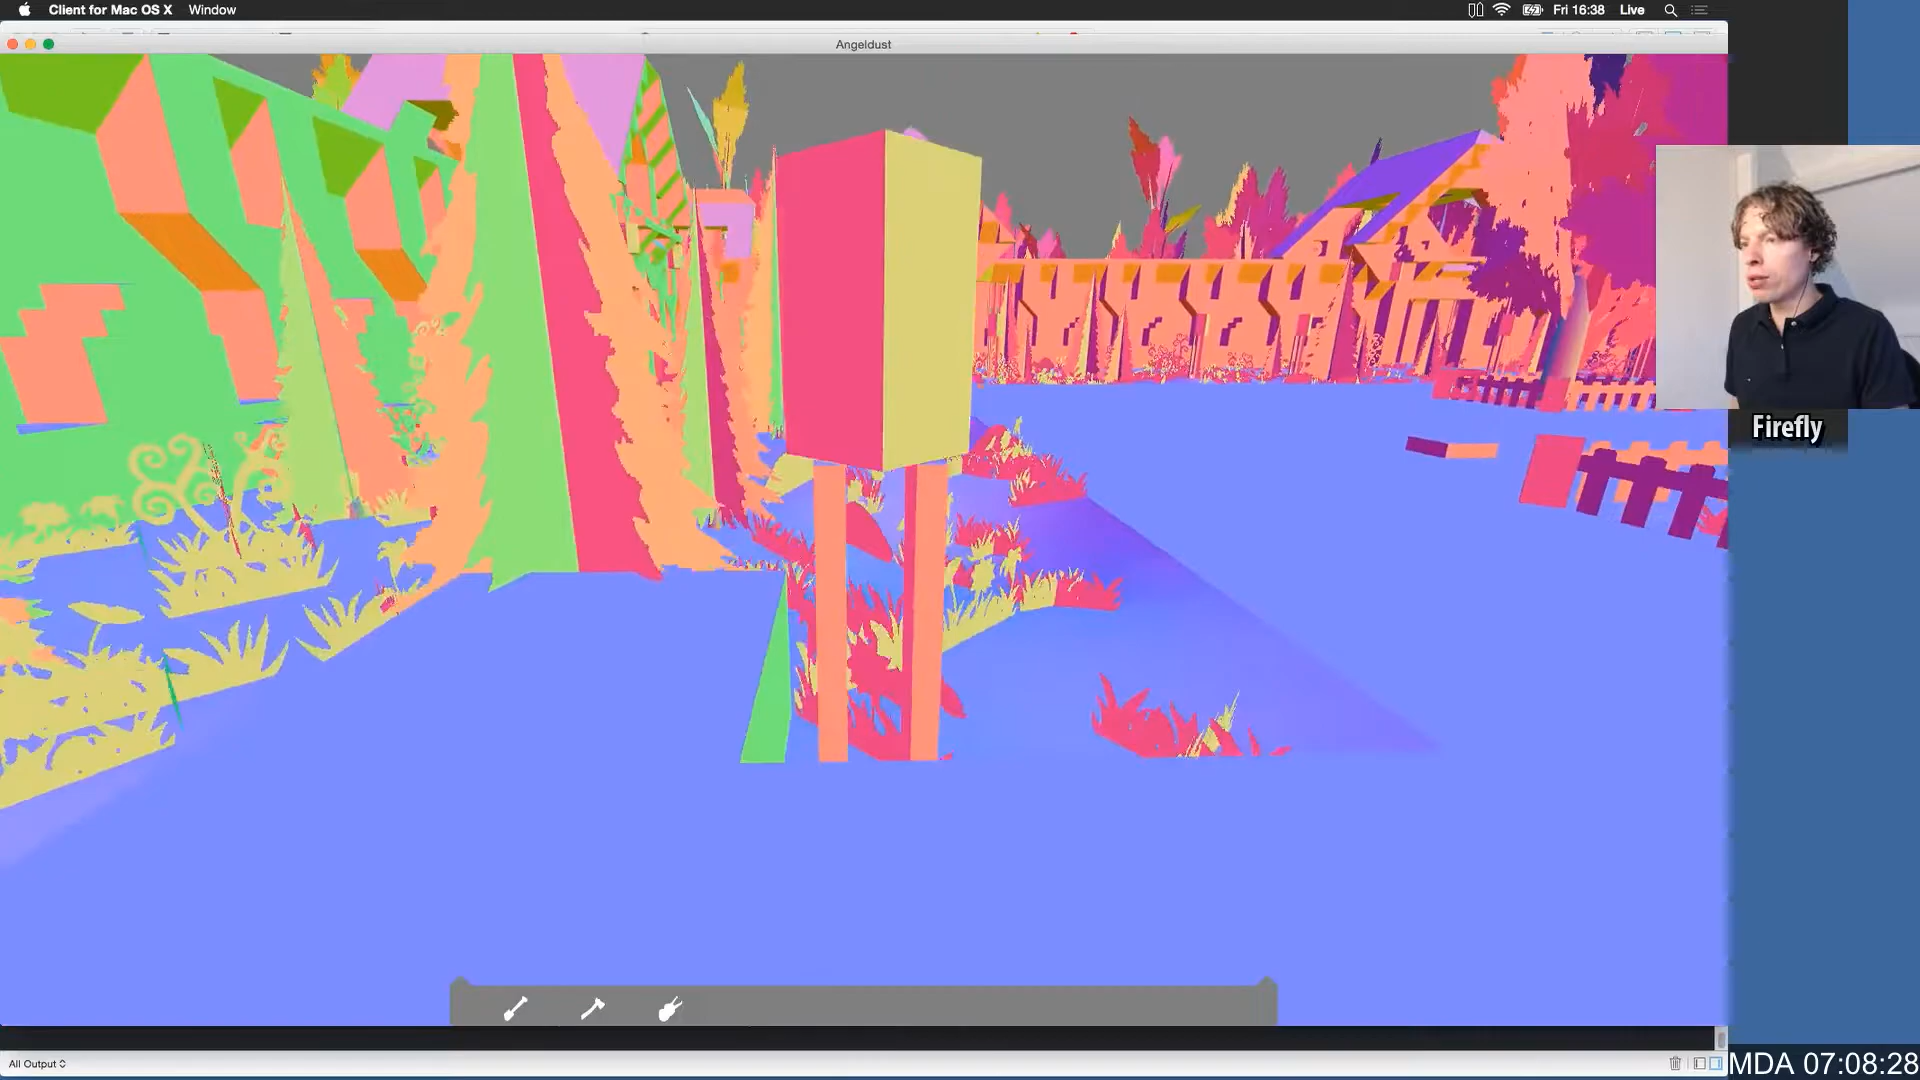 Client for Mac OS X Window
Fri 16:38 Live
Angeldust
Firefly
All Output
MDA 07:08:28